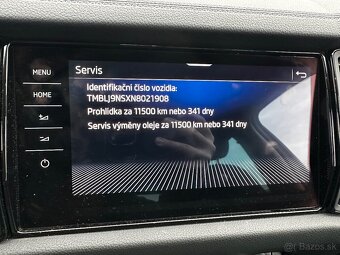 MENU
HOME
Servis
Identifikační číslo vozidla:
TMBLJ9NSXN8021908
Prohlídka za 11500 km nebo 341 dny
Servis výměny oleje za 11500 km nebo 341 dny
© Bazos.sk